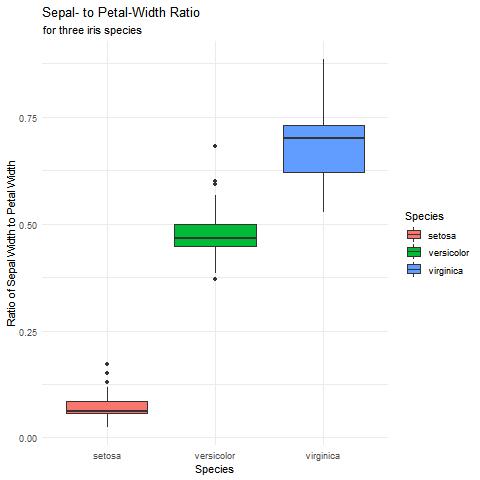 Sepal- to Petal-Width Ratio
for three iris species
Ratio of Sepal Width to Petal Width
0.75
0.50
0.25
0.00
setosa
versicolor
virginica
Species
Species
setosa
versicolor
virginica